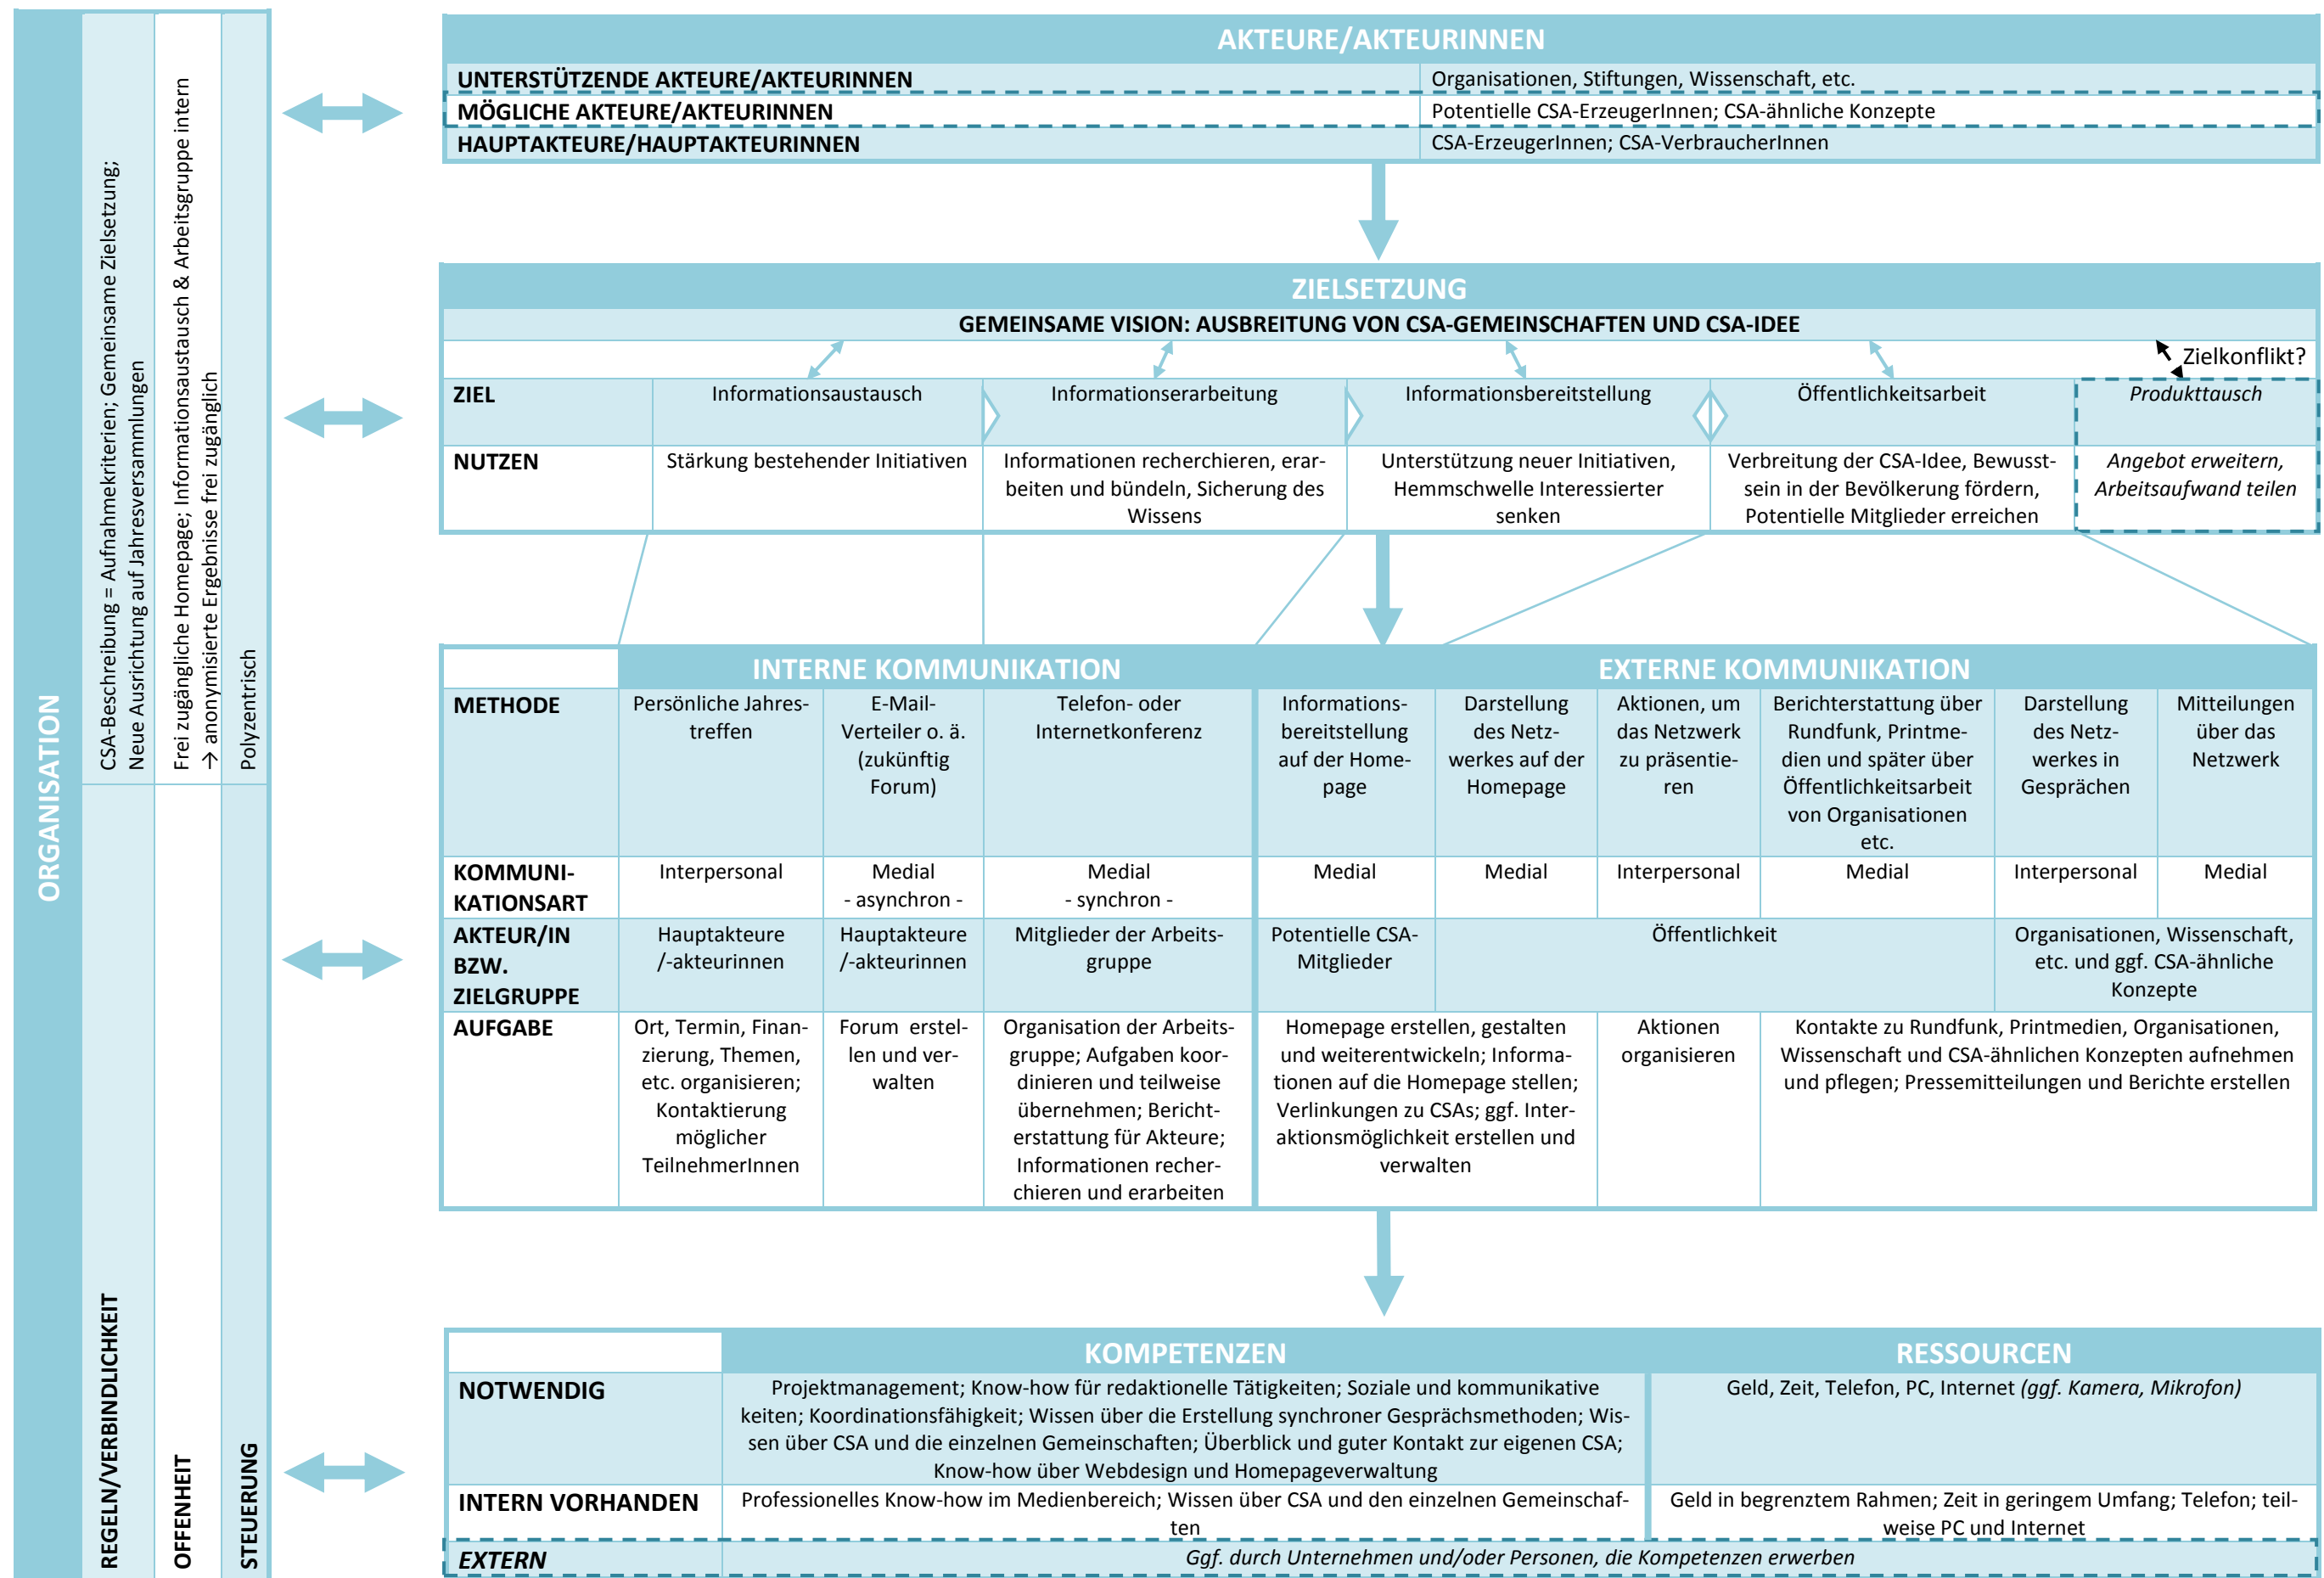 ORGANISATION
REGELN/VERBINDLICHKEIT
CSA-Beschreibung = Aufnahmekriterien; Gemeinsame Zielsetzung;
Neue Ausrichtung auf Jahresversammlungen
OFFENHEIT
Frei zugängliche Homepage; Informationsaustausch & Arbeitsgruppe intern
→ anonymisierte Ergebnisse frei zugänglich
STEUERUNG
Polyzentrisch
AKTEURE/AKTEURINNEN
UNTERSTÜTZENDE AKTEURE/AKTEURINNEN
Organisationen, Stiftungen, Wissenschaft, etc.
MÖGLICHE AKTEURE/AKTEURINNEN
Potentielle CSA-ErzeugerInnen; CSA-ähnliche Konzepte
HAUPTAKTEURE/HAUPTAKTEURINNEN
CSA-ErzeugerInnen; CSA-VerbraucherInnen
ZIELSETZUNG
GEMEINSAME VISION: AUSBREITUNG VON CSA-GEMEINSCHAFTEN UND CSA-IDEE
Zielkonflikt?
ZIEL
Informationsaustausch
Informationserarbeitung
Informationsbereitstellung
Öffentlichkeitsarbeit
Produkttausch
NUTZEN
Stärkung bestehender Initiativen
Informationen recherchieren, erar-
beiten und bündeln, Sicherung des
Wissens
Unterstützung neuer Initiativen,
Hemmschwelle Interessierter
senken
Verbreitung der CSA-Idee, Bewusst-
sein in der Bevölkerung fördern,
Potentielle Mitglieder erreichen
Angebot erweitern,
Arbeitsaufwand teilen
INTERNE KOMMUNIKATION
EXTERNE KOMMUNIKATION
METHODE
Persönliche Jahres-
treffen
E-Mail-
Verteiler o. ä.
(zukünftig
Forum)
Telefon- oder
Internetkonferenz
Informations-
bereitstellung
auf der Home-
page
Darstellung
des Netz-
werkes auf der
Homepage
Aktionen, um
das Netzwerk
zu präsentie-
ren
Berichterstattung über
Rundfunk, Printme-
dien und später über
Öffentlichkeitsarbeit
von Organisationen
etc.
Darstellung
des Netz-
werkes in
Gesprächen
Mitteilungen
über das
Netzwerk
KOMMUNI-
KATIONSART
Interpersonal
Medial
- asynchron -
Medial
- synchron -
Medial
Medial
Interpersonal
Medial
Interpersonal
Medial
AKTEUR/IN
BZW.
ZIELGRUPPE
Hauptakteure
/-akteurinnen
Hauptakteure
/-akteurinnen
Mitglieder der Arbeits-
gruppe
Potentielle CSA-
Mitglieder
Öffentlichkeit
Organisationen, Wissenschaft,
etc. und ggf. CSA-ähnliche
Konzepte
AUFGABE
Ort, Termin, Finan-
zierung, Themen,
etc. organisieren;
Kontaktierung
möglicher
TeilnehmerInnen
Forum erstel-
len und ver-
walten
Organisation der Arbeits-
gruppe; Aufgaben koor-
dinieren und teilweise
übernehmen; Bericht-
erstattung für Akteure;
Informationen recher-
chieren und erarbeiten
Homepage erstellen, gestalten
und weiterentwickeln; Informa-
tionen auf die Homepage stellen;
Verlinkungen zu CSAs; ggf. Inter-
aktionsmöglichkeit erstellen und
verwalten
Aktionen
organisieren
Kontakte zu Rundfunk, Printmedien, Organisationen,
Wissenschaft und CSA-ähnlichen Konzepten aufnehmen
und pflegen; Pressemitteilungen und Berichte erstellen
KOMPETENZEN
RESSOURCEN
NOTWENDIG
Projektmanagement; Know-how für redaktionelle Tätigkeiten; Soziale und kommunikative
keiten; Koordinationsfähigkeit; Wissen über die Erstellung synchroner Gesprächsmethoden; Wis-
sen über CSA und die einzelnen Gemeinschaften; Überblick und guter Kontakt zur eigenen CSA;
Know-how über Webdesign und Homepageverwaltung
Geld, Zeit, Telefon, PC, Internet (ggf. Kamera, Mikrofon)
INTERN VORHANDEN
Professionelles Know-how im Medienbereich; Wissen über CSA und den einzelnen Gemeinschaf-
ten
Geld in begrenztem Rahmen; Zeit in geringem Umfang; Telefon; teil-
weise PC und Internet
EXTERN
Ggf. durch Unternehmen und/oder Personen, die Kompetenzen erwerben